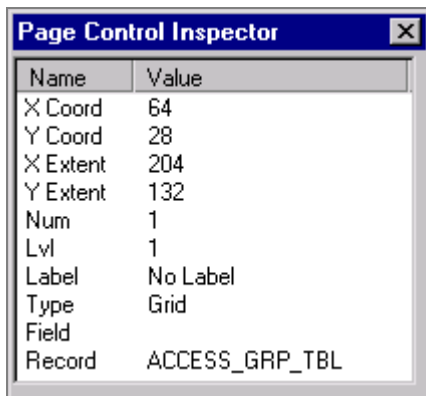 Page Control Inspector
Name Value
X Coord 64
Y Coord 28
X Extent 204
Y Extent 132
Num 1
Lvl 1
Label No Label
Type Grid
Field
Record ACCESS_GRP_TBL